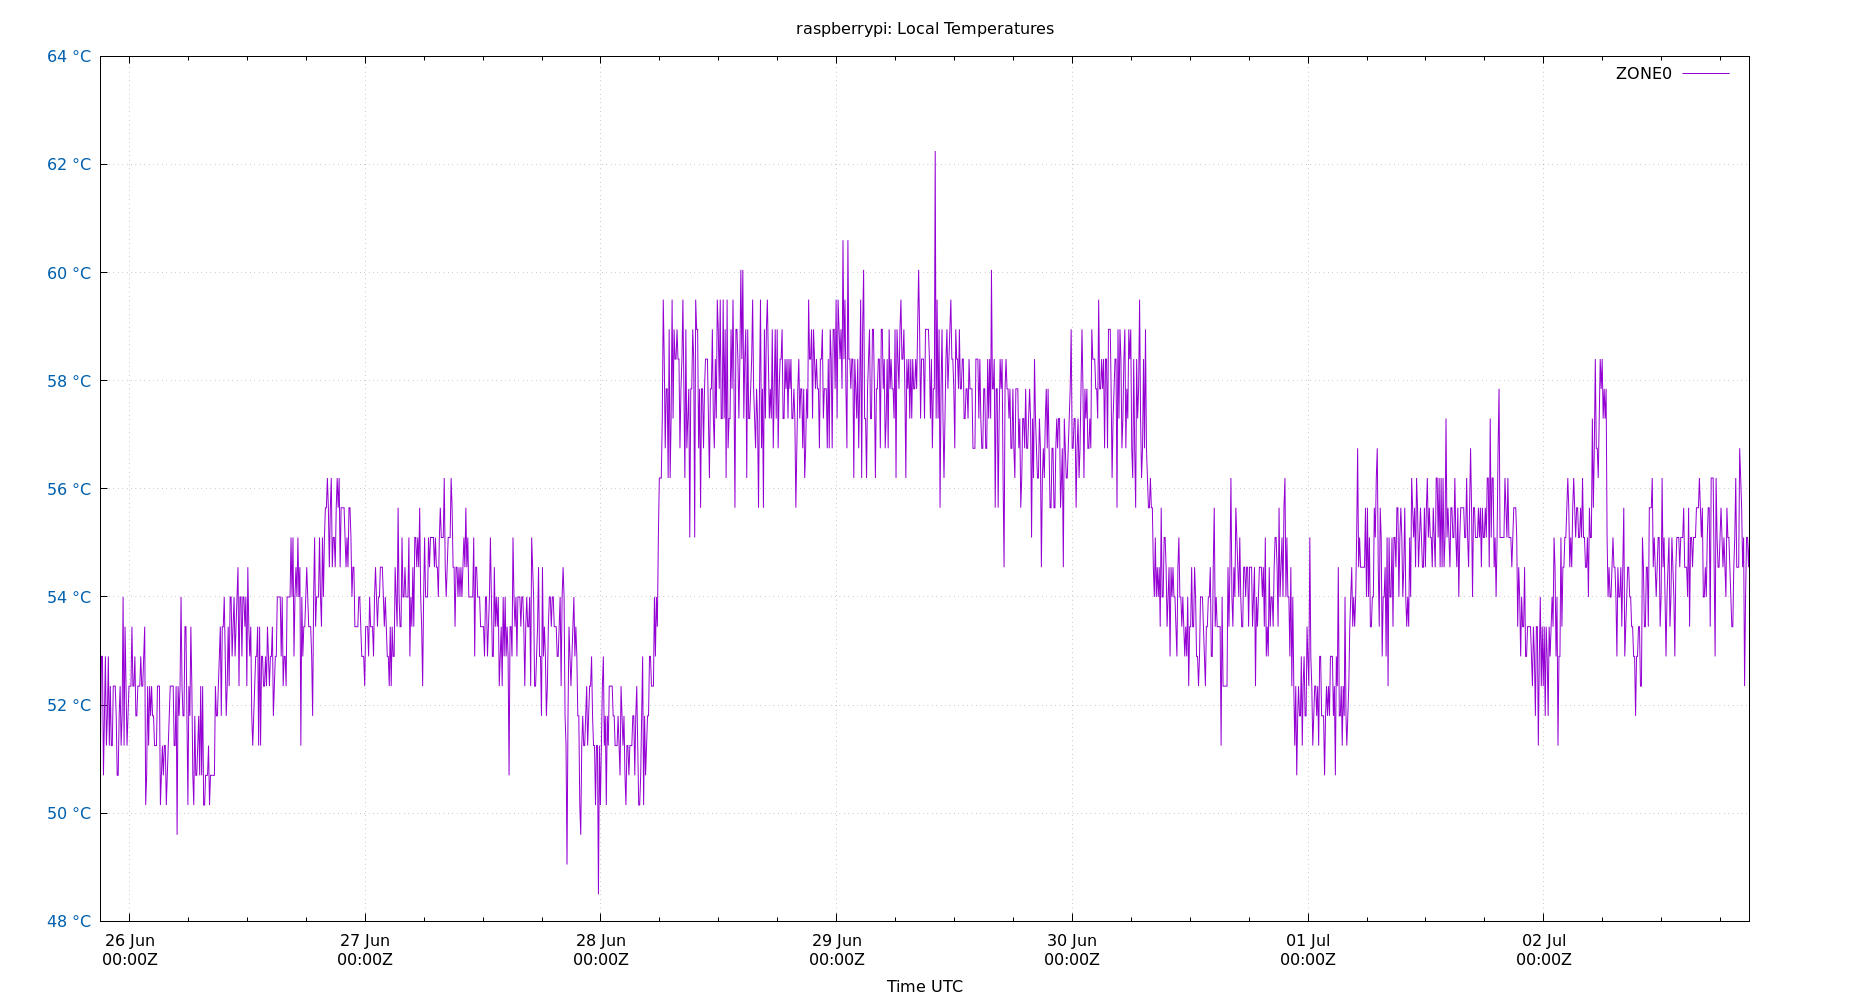 raspberrypi: Local Temperatures
64 °C
ZONE0
62 °C
60 °C
58 °C
56 °C
54 °C
52 °C
50 °C
48 °C
26 Jun 27 Jun 28 Jun 29 Jun 30 Jun 01 Jul 02 Jul
00:00Z 00:00Z 00:00Z 00:00Z 00:00Z 00:00Z 00:00Z
Time UTC